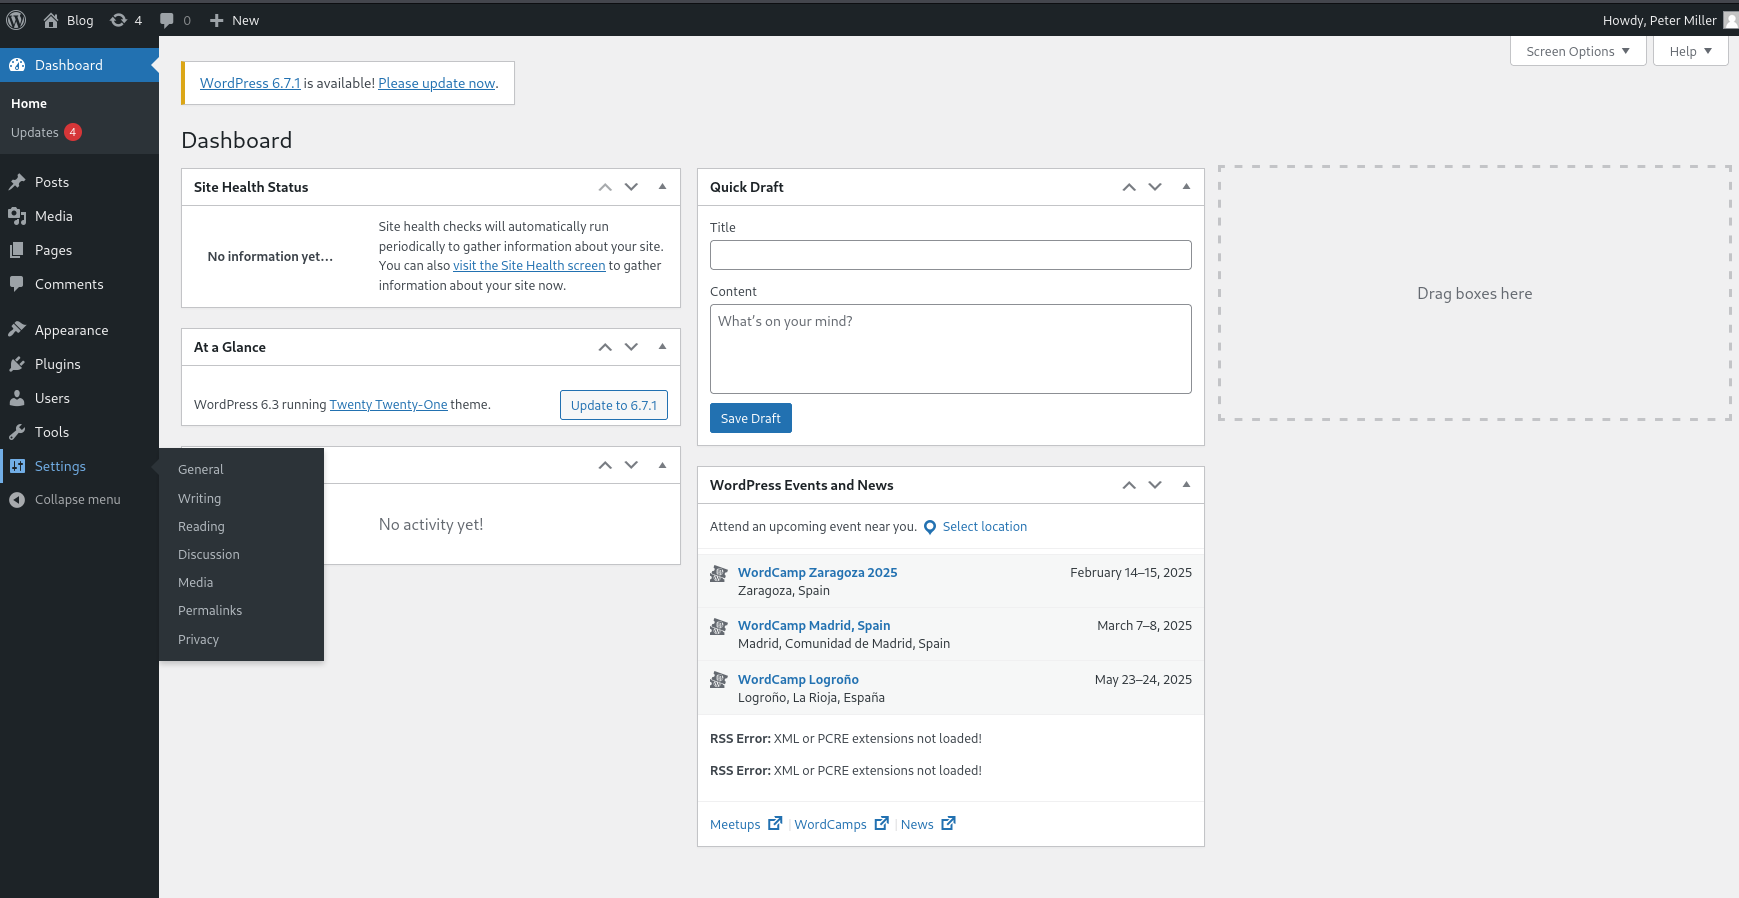 Blog 4 0 New Howdy, Peter Miller
Dashboard
Home
Updates 4
Posts
Media
Pages
Comments
Appearance
Plugins
Users
Tools
Settings
Collapse menu
General
Writing
Reading
Discussion
Media
Permalinks
Privacy
Screen Options Help
WordPress 6.7.1 is available! Please update now.
Dashboard
Site Health Status
No information yet...
Site health checks will automatically run
periodically to gather information about your site.
You can also visit the Site Health screen to gather
information about your site now.
At a Glance
WordPress 6.3 running Twenty Twenty-One theme.
Update to 6.7.1
No activity yet!
Quick Draft
Title
Content
What's on your mind?
Save Draft
WordPress Events and News
Attend an upcoming event near you. Select location
WordCamp Zaragoza 2025 February 14–15, 2025
Zaragoza, Spain
WordCamp Madrid, Spain March 7–8, 2025
Madrid, Comunidad de Madrid, Spain
WordCamp Logroño May 23–24, 2025
Logroño, La Rioja, España
RSS Error: XML or PCRE extensions not loaded!
RSS Error: XML or PCRE extensions not loaded!
Meetups | WordCamps | News
Drag boxes here